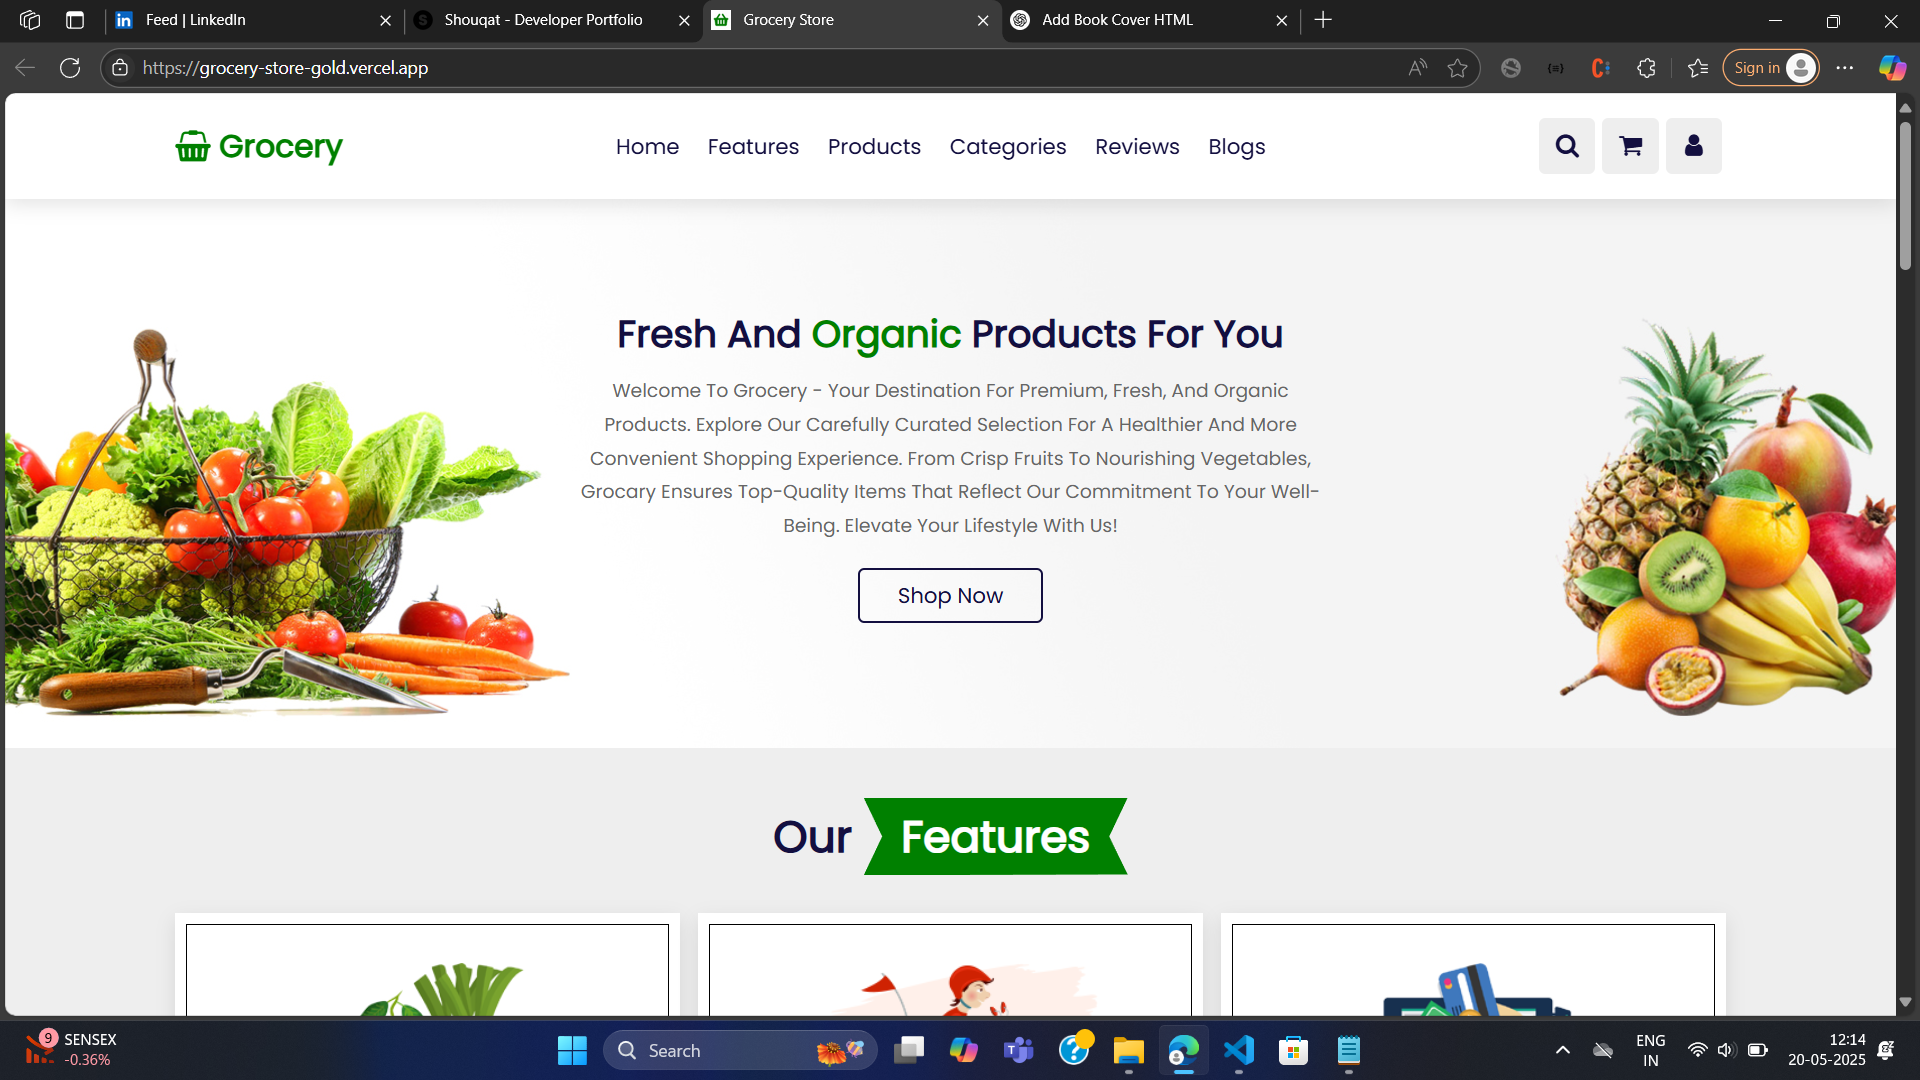 Feed | LinkedIn
Shouqat - Developer Portfolio
Grocery Store
Add Book Cover HTML
https://grocery-store-gold.vercel.app
Sign in
Grocery
Home Features Products Categories Reviews Blogs
Fresh And Organic Products For You
Welcome To Grocery - Your Destination For Premium, Fresh, And Organic
Products. Explore Our Carefully Curated Selection For A Healthier And More
Convenient Shopping Experience. From Crisp Fruits To Nourishing Vegetables,
Grocary Ensures Top-Quality Items That Reflect Our Commitment To Your Well-
Being. Elevate Your Lifestyle With Us!
Shop Now
Our Features
9
SENSEX
-0.36%
Search
ENG
IN
12:14
20-05-2025